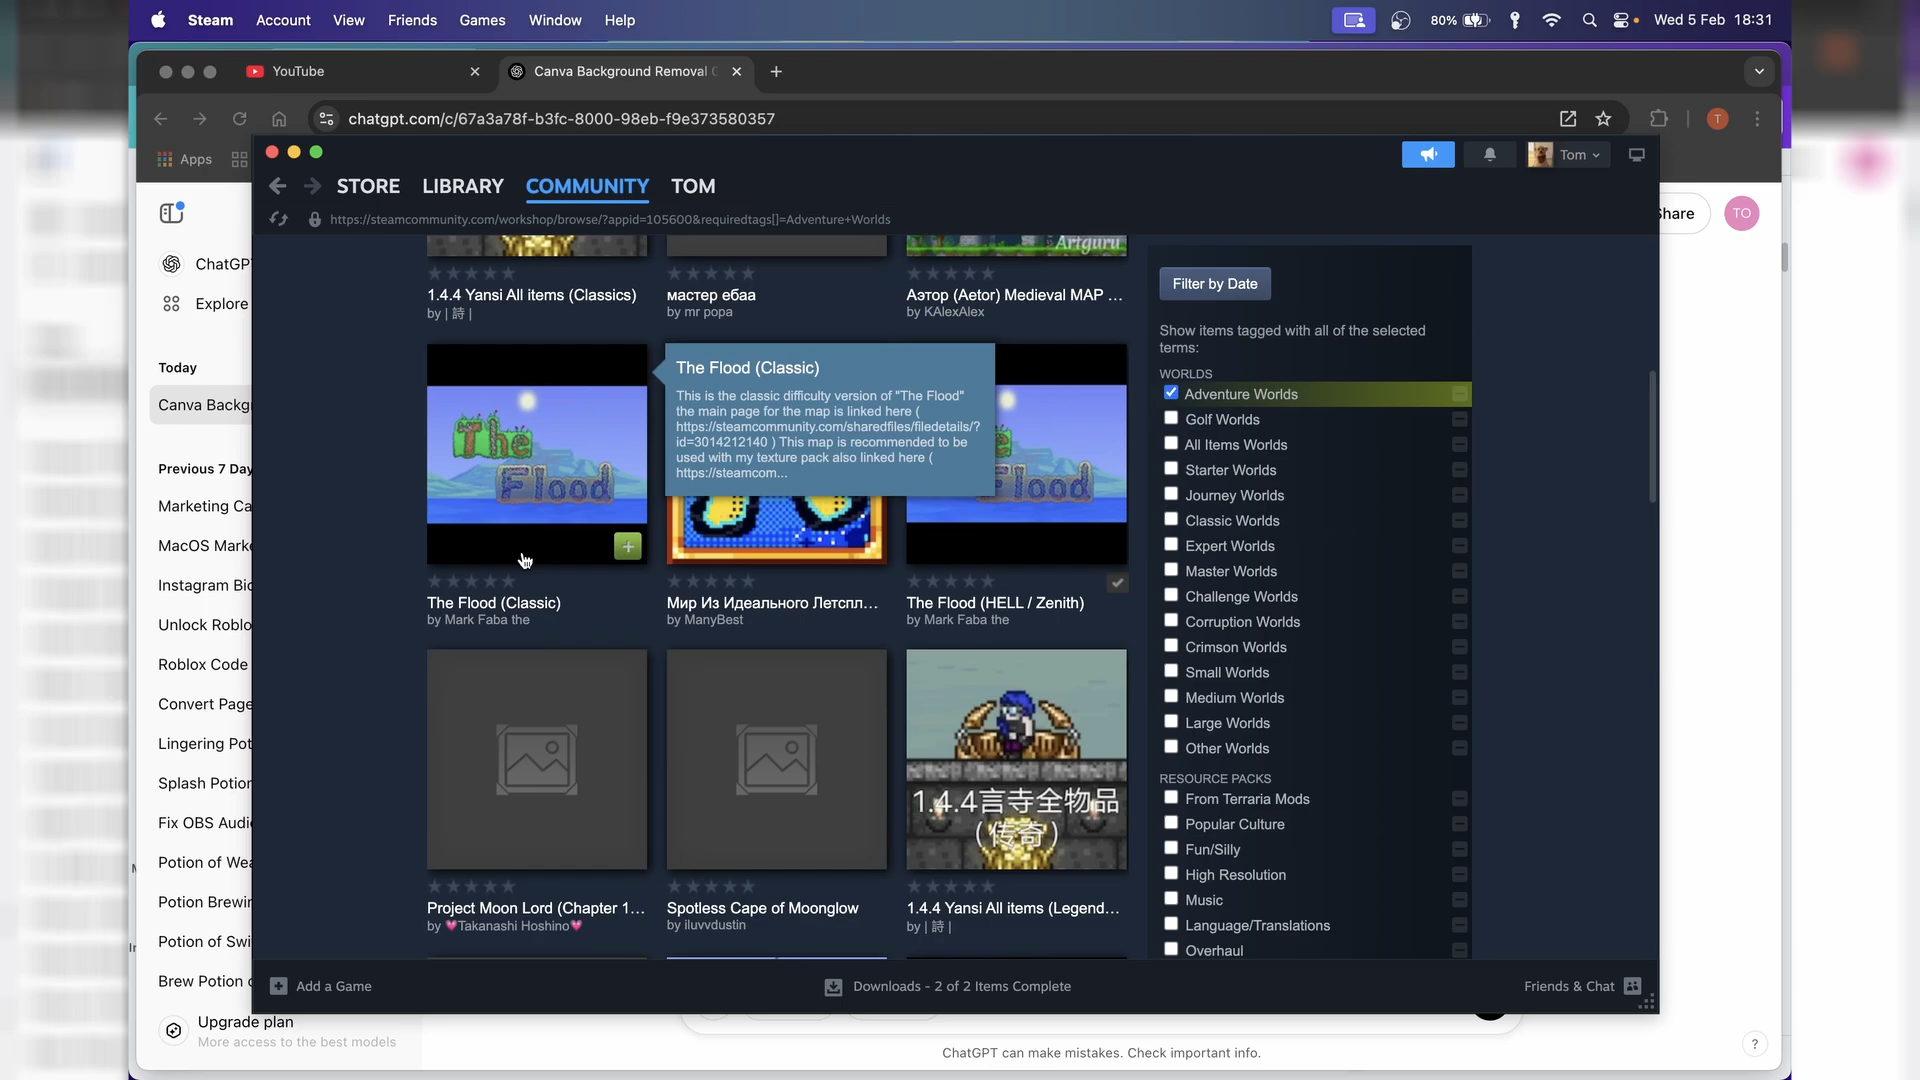 Steam Account View Friends Games Window Help 80% Wed 5 Feb 18:31
YouTube Canva Background Removal
chatgpt.com/c/67a3a78f-b3fc-8000-98eb-f9e373580357 T
Apps
Tom
STORE LIBRARY COMMUNITY TOM
https://steamcommunity.com/workshop/browse/?appid=105600&requiredtags[]=Adventure+Worlds
Share TO
ChatGPT
Explore
Today
Canva Backg
Previous 7 Day
Marketing Ca
MacOS Mark
Instagram Bio
Unlock Roblo
Roblox Code
Convert Page
Lingering Pot
Splash Potion
Fix OBS Audi
Potion of Wea
Potion Brewin
Potion of Swi
Brew Potion o
Upgrade plan
More access to the best models
Artguru
1.4.4 Yansi All items (Classics)
by | 詩 |
мастер ебаа
by mr popa
Аэтор (Aetor) Medieval MAP ...
by KAlexAlex
The Flood
The Flood (Classic)
This is the classic difficulty version of "The Flood"
the main page for the map is linked here (
https://steamcommunity.com/sharedfiles/filedetails/?
id=3014212140 ) This map is recommended to be
used with my texture pack also linked here (
https://steamcom...
Flood
The Flood (Classic)
by Mark Faba the
Мир Из Идеального Летспл...
by ManyBest
The Flood (HELL / Zenith)
by Mark Faba the
1.4.4言寺全物品
(传奇)
Project Moon Lord (Chapter 1...
by 💗Takanashi Hoshino💗
Spotless Cape of Moonglow
by iluvvdustin
1.4.4 Yansi All items (Legend...
by | 詩 |
Filter by Date
Show items tagged with all of the selected
terms:
WORLDS
Adventure Worlds
Golf Worlds
All Items Worlds
Starter Worlds
Journey Worlds
Classic Worlds
Expert Worlds
Master Worlds
Challenge Worlds
Corruption Worlds
Crimson Worlds
Small Worlds
Medium Worlds
Large Worlds
Other Worlds
RESOURCE PACKS
From Terraria Mods
Popular Culture
Fun/Silly
High Resolution
Music
Language/Translations
Overhaul
Add a Game
Downloads - 2 of 2 Items Complete
Friends & Chat
ChatGPT can make mistakes. Check important info.
?